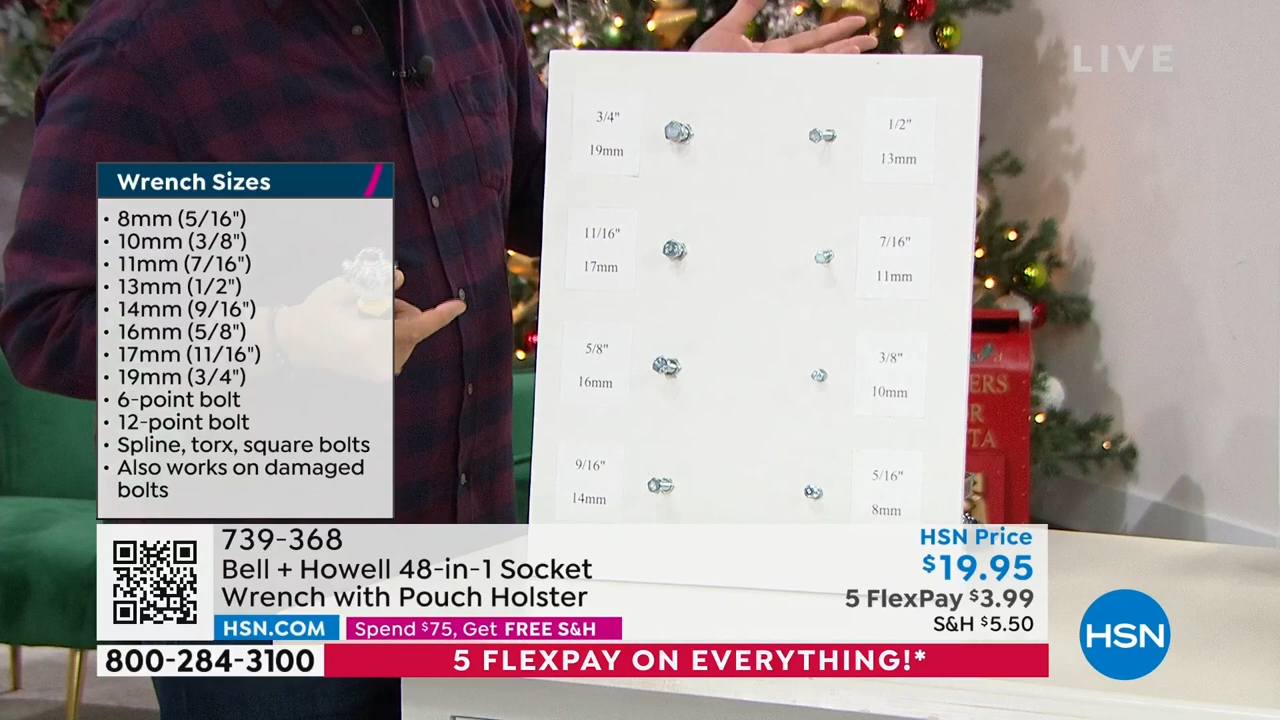 LIVE
3/4"
19mm
1/2"
13mm
11/16"
17mm
7/16"
11mm
5/8"
16mm
3/8"
10mm
9/16"
14mm
5/16"
8mm
Wrench Sizes
• 8mm (5/16")
• 10mm (3/8")
• 11mm (7/16")
• 13mm (1/2")
• 14mm (9/16")
• 16mm (5/8")
• 17mm (11/16")
• 19mm (3/4")
• 6-point bolt
• 12-point bolt
• Spline, torx, square bolts
• Also works on damaged
bolts
739-368
Bell + Howell 48-in-1 Socket
Wrench with Pouch Holster
HSN.COM
Spend $75, Get FREE S&H
HSN Price
$19.95
5 FlexPay $3.99
S&H $5.50
800-284-3100
5 FLEXPAY ON EVERYTHING!*
HSN